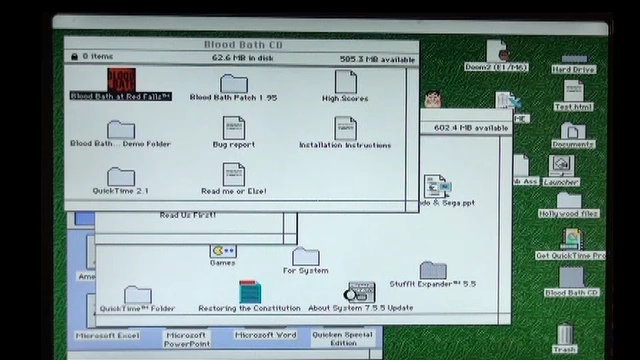 Blood Bath CD
0 items
62.6 MB in disk
505.3 MB available
Blood Bath at Red Falls™
Blood Bath Patch 1.95
High Scores
Blood Bath... Demo Folder
Bug report
Installation Instructions
QuickTime 2.1
Read me or Else!
Doom2 (E1/M6)
Hard Drive
Test.html
602.4 MB available
Documents
Launcher
& Sega.ppt
Hollywood files
Read Us First!
Games
For System
StuffIt Expander™ 5.5
Get QuickTime Pro
Blood Bath CD
QuickTime™ Folder
Restoring the Constitution
About System 7.5.5 Update
Microsoft Excel
Microsoft PowerPoint
Microsoft Word
Quicken Special Edition
Trash